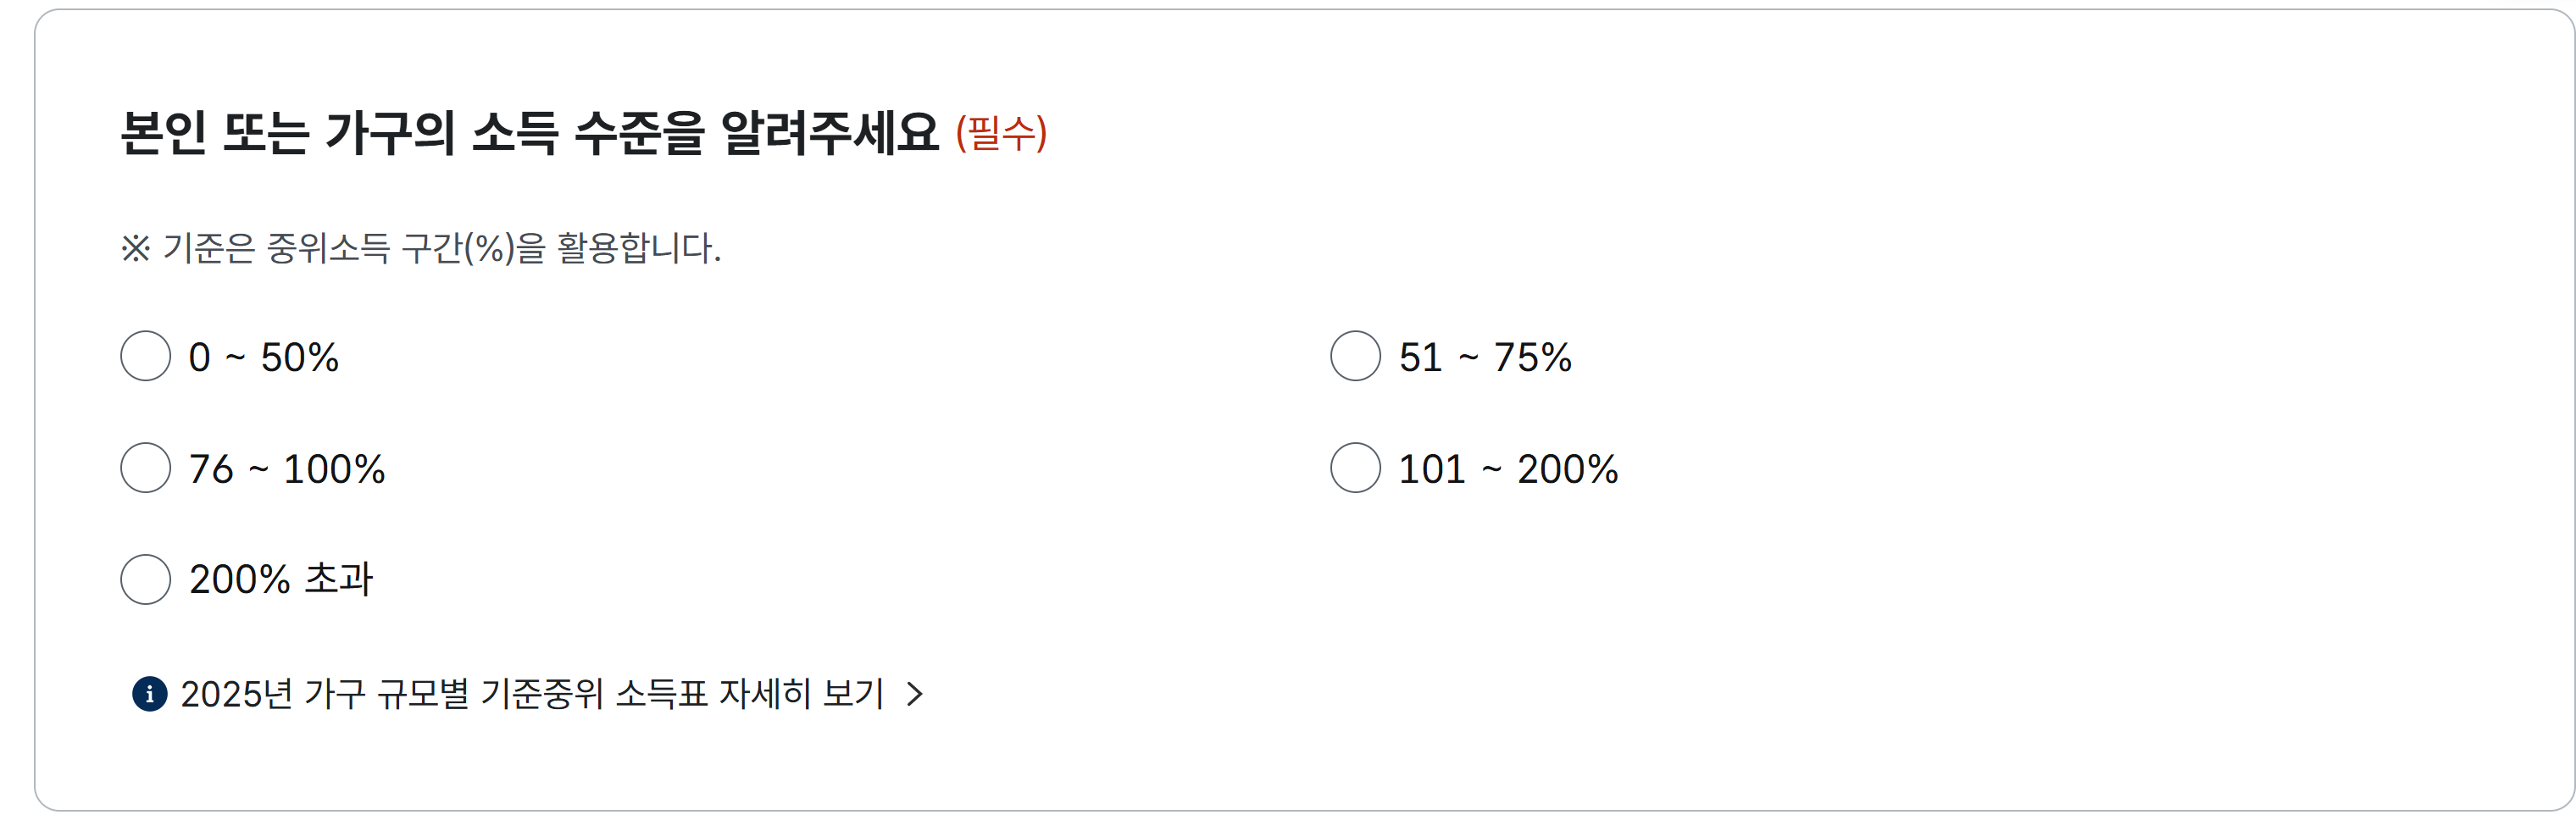 본인 또는 가구의 소득 수준을 알려주세요 (필수)
※ 기준은 중위소득 구간(%)을 활용합니다.
0 ~ 50%
51 ~ 75%
76 ~ 100%
101 ~ 200%
200% 초과
2025년 가구 규모별 기준중위 소득표 자세히 보기 >